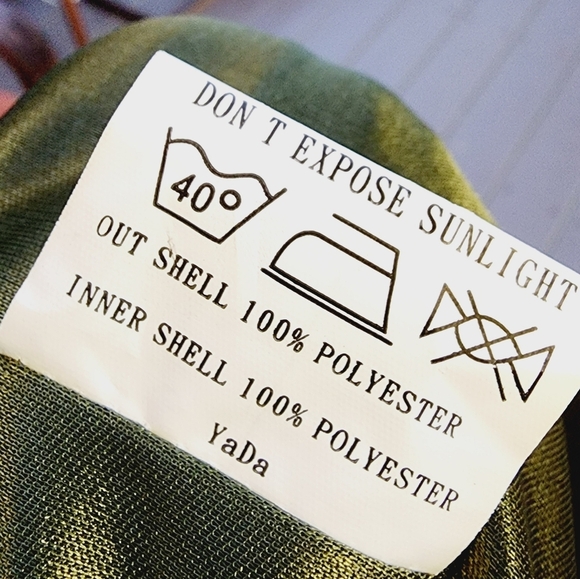 DON T EXPOSE SUNLIGHT
40°
OUT SHELL 100% POLYESTER
INNER SHELL 100% POLYESTER
YaDa